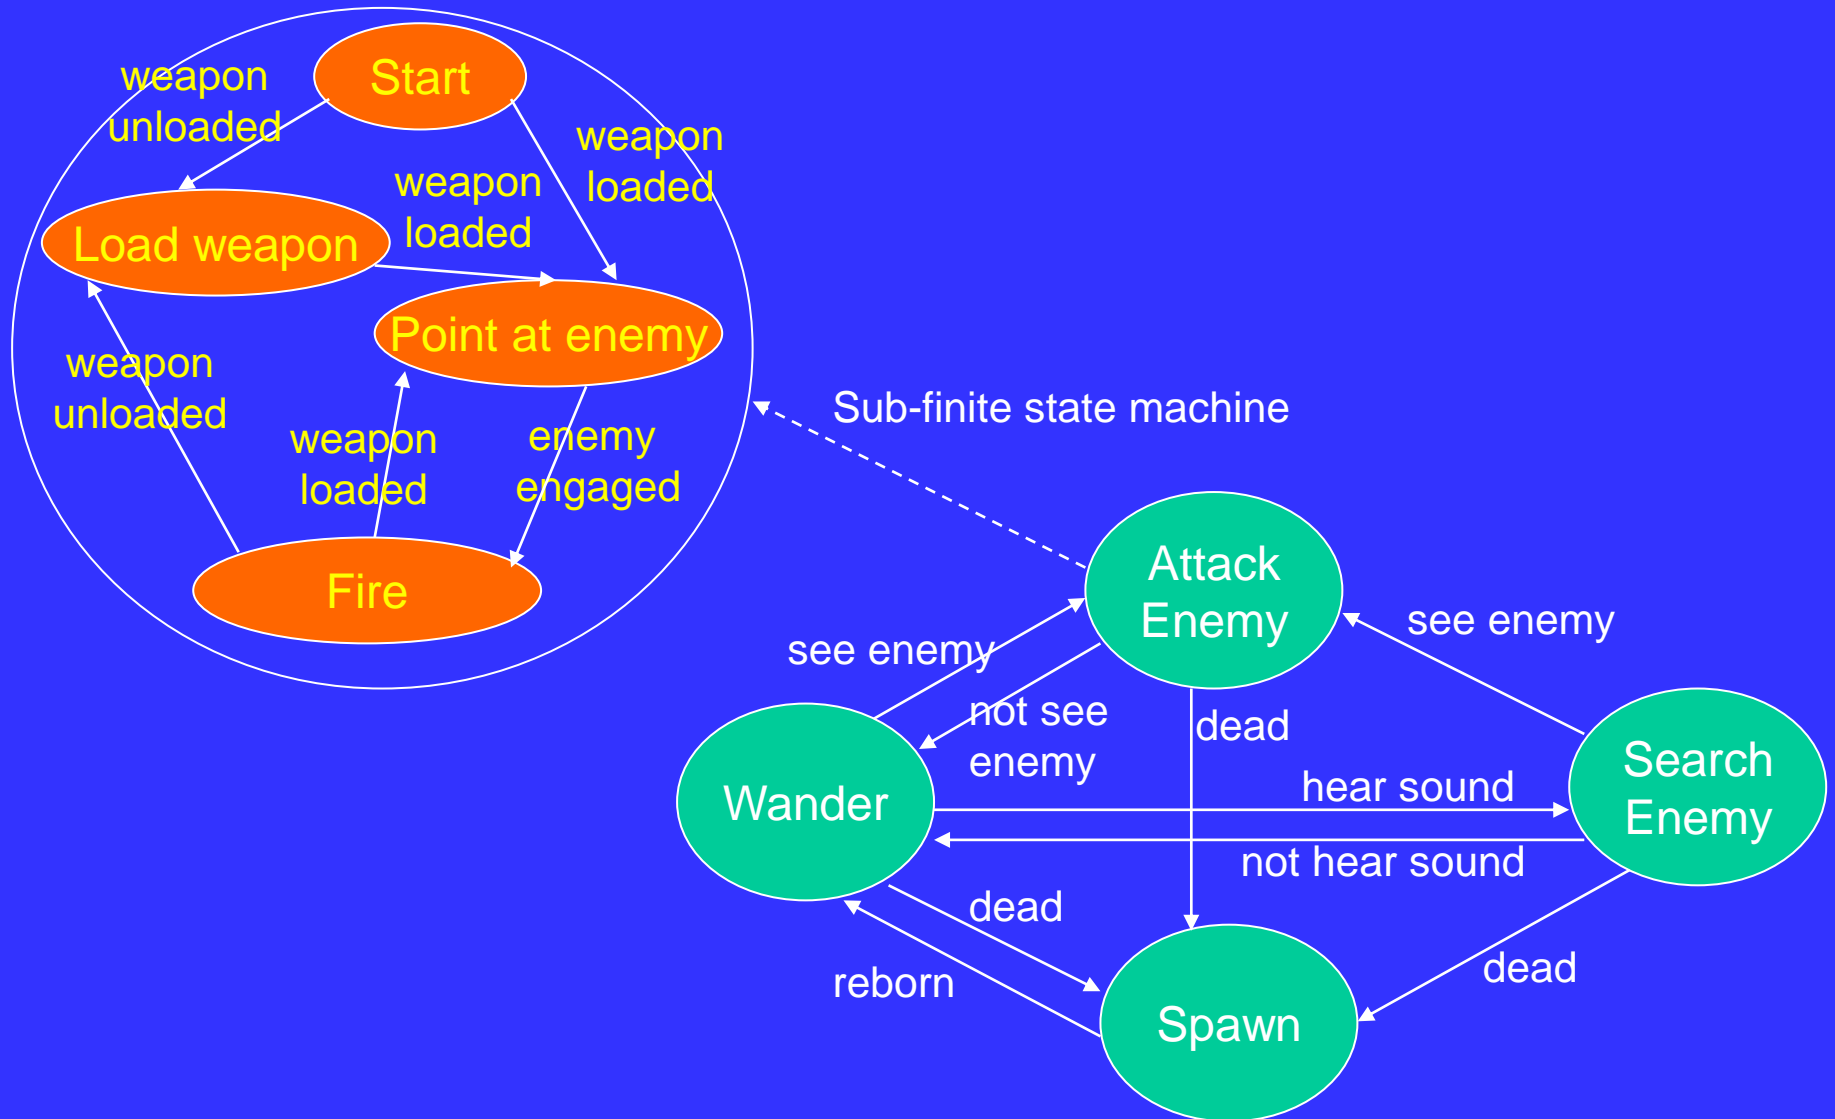 Start
weapon
unloaded
weapon
loaded
weapon
loaded
Load weapon
Point at enemy
weapon
unloaded
weapon
loaded
enemy
engaged
Fire
Sub-finite state machine
Attack
Enemy
see enemy
see enemy
not see
enemy
dead
Search
Enemy
Wander
hear sound
not hear sound
dead
reborn
dead
Spawn